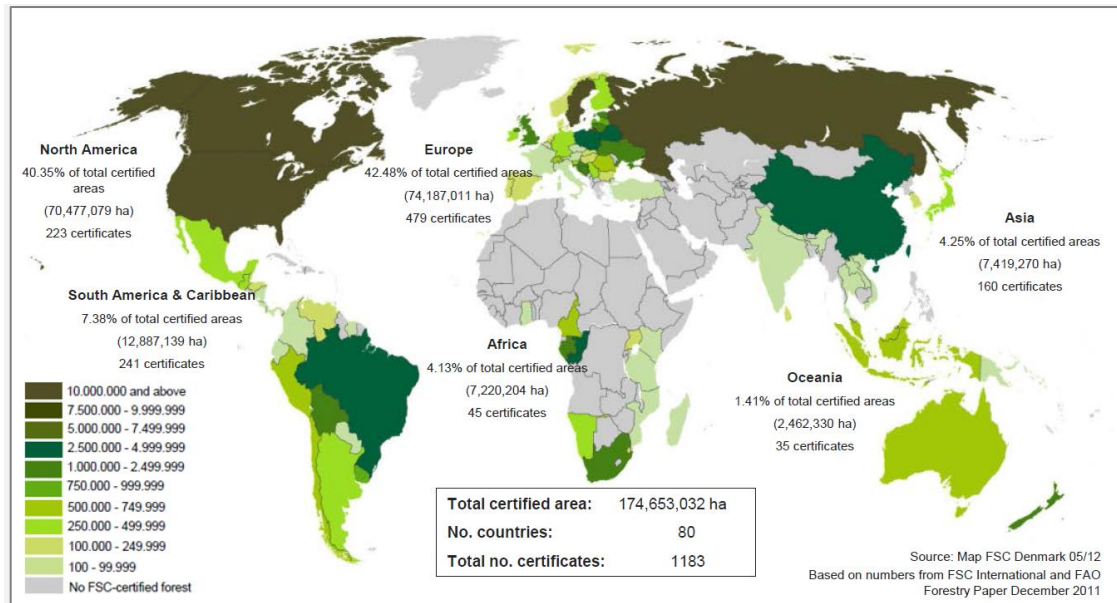 North America
40.35% of total certified
areas
(70,477,079 ha)
223 certificates
Europe
42.48% of total certified areas
(74,187,011 ha)
479 certificates
Asia
4.25% of total certified areas
(7,419,270 ha)
160 certificates
South America & Caribbean
7.38% of total certified areas
(12,887,139 ha)
241 certificates
Africa
4.13% of total certified areas
(7,220,204 ha)
45 certificates
Oceania
1.41% of total certified areas
(2,462,330 ha)
35 certificates
10.000.000 and above
7.500.000 - 9.999.999
5.000.000 - 7.499.999
2.500.000 - 4.999.999
1.000.000 - 2.499.999
750.000 - 999.999
500.000 - 749.999
250.000 - 499.999
100.000 - 249.999
100 - 99.999
No FSC-certified forest
Total certified area: 174,653,032 ha
No. countries: 80
Total no. certificates: 1183
Source: Map FSC Denmark 05/12
Based on numbers from FSC International and FAO
Forestry Paper December 2011